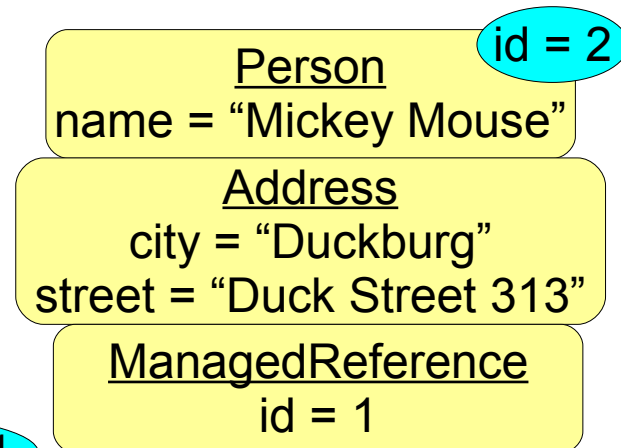 id = 2
Person
name = “Mickey Mouse”
Address
city = “Duckburg”
street = “Duck Street 313”
ManagedReference
id = 1